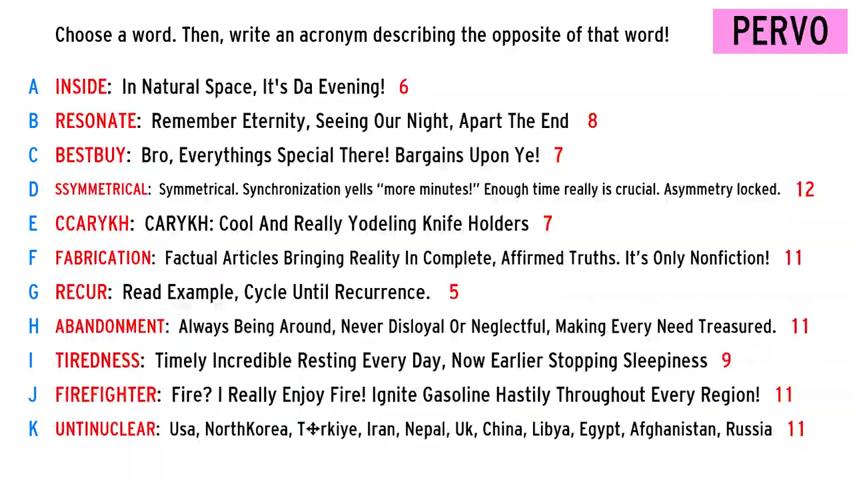 Choose a word. Then, write an acronym describing the opposite of that word!
PERVO
A INSIDE: In Natural Space, It's Da Evening! 6
B RESONATE: Remember Eternity, Seeing Our Night, Apart The End 8
C BESTBUY: Bro, Everythings Special There! Bargains Upon Ye! 7
D SSYMMETRICAL: Symmetrical. Synchronization yells “more minutes!” Enough time really is crucial. Asymmetry locked. 12
E CCARYKH: CARYKH: Cool And Really Yodeling Knife Holders 7
F FABRICATION: Factual Articles Bringing Reality In Complete, Affirmed Truths. It’s Only Nonfiction! 11
G RECUR: Read Example, Cycle Until Recurrence. 5
H ABANDONMENT: Always Being Around, Never Disloyal Or Neglectful, Making Every Need Treasured. 11
I TIREDNESS: Timely Incredible Resting Every Day, Now Earlier Stopping Sleepiness 9
J FIREFIGHTER: Fire? I Really Enjoy Fire! Ignite Gasoline Hastily Throughout Every Region! 11
K UNTINUCLEAR: Usa, NorthKorea, T✢rkiye, Iran, Nepal, Uk, China, Libya, Egypt, Afghanistan, Russia 11